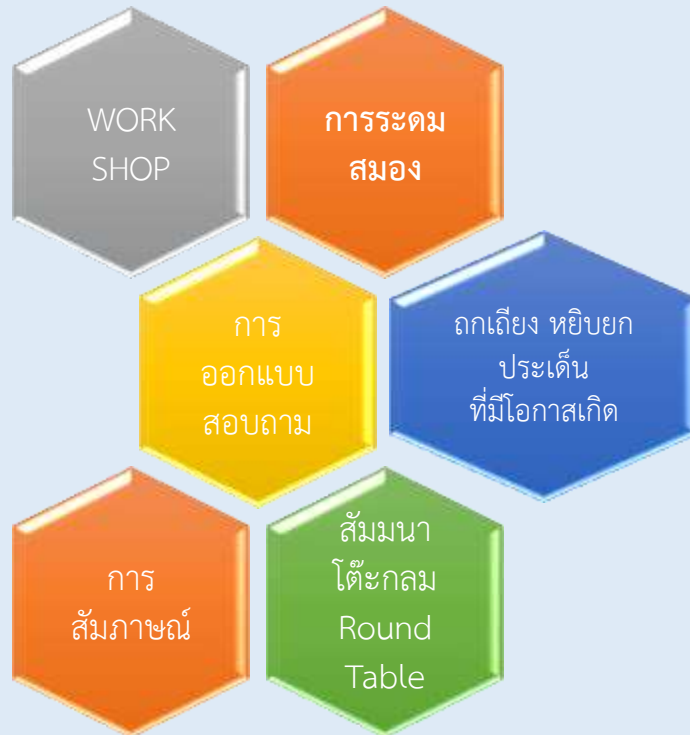 WORK
SHOP
การระดม
สมอง
การ
ออกแบบ
สอบถาม
ถกเถียง หยิบยก
ประเด็น
ที่มีโอกาสเกิด
การ
สัมภาษณ์
สัมมนา
โต๊ะกลม
Round
Table